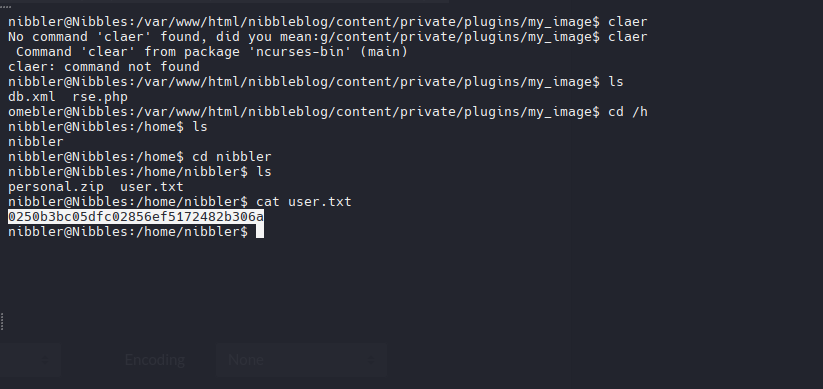 nibbler@Nibbles:/var/www/html/nibbleblog/content/private/plugins/my_image$ claer
No command 'claer' found, did you mean:g/content/private/plugins/my_image$ claer
 Command 'clear' from package 'ncurses-bin' (main)
claer: command not found
nibbler@Nibbles:/var/www/html/nibbleblog/content/private/plugins/my_image$ ls
db.xml  rse.php
omebler@Nibbles:/var/www/html/nibbleblog/content/private/plugins/my_image$ cd /h
nibbler@Nibbles:/home$ ls
nibbler
nibbler@Nibbles:/home$ cd nibbler
nibbler@Nibbles:/home/nibbler$ ls
personal.zip  user.txt
nibbler@Nibbles:/home/nibbler$ cat user.txt
0250b3bc05dfc02856ef5172482b306a
nibbler@Nibbles:/home/nibbler$
Encoding None